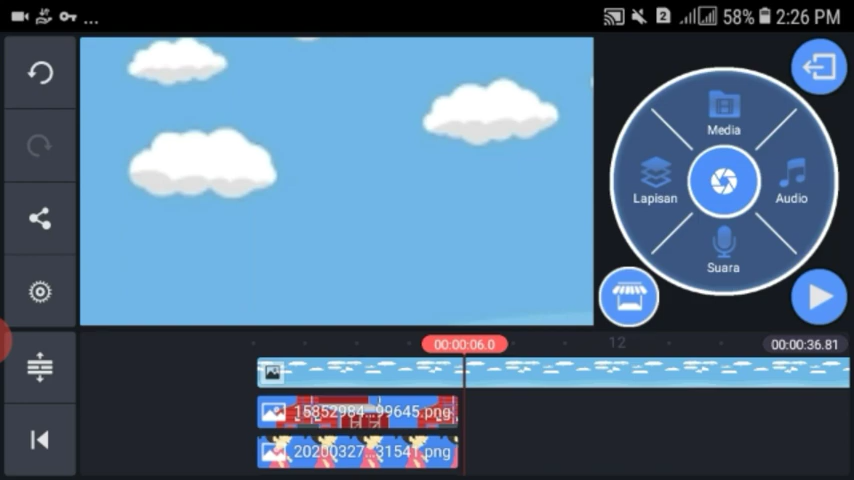 ... 2 58% 2:26 PM
Media
Lapisan
Audio
Suara
00:00:06.0
12
00:00:36.81
15852984...99645.png
20200327...31541.png